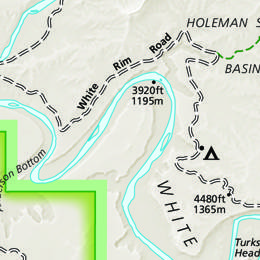 HOLEMAN S
BASIN
White Rim Road
3920ft
1195m
Bottom
WHITE
4480ft
1365m
Turks
Head